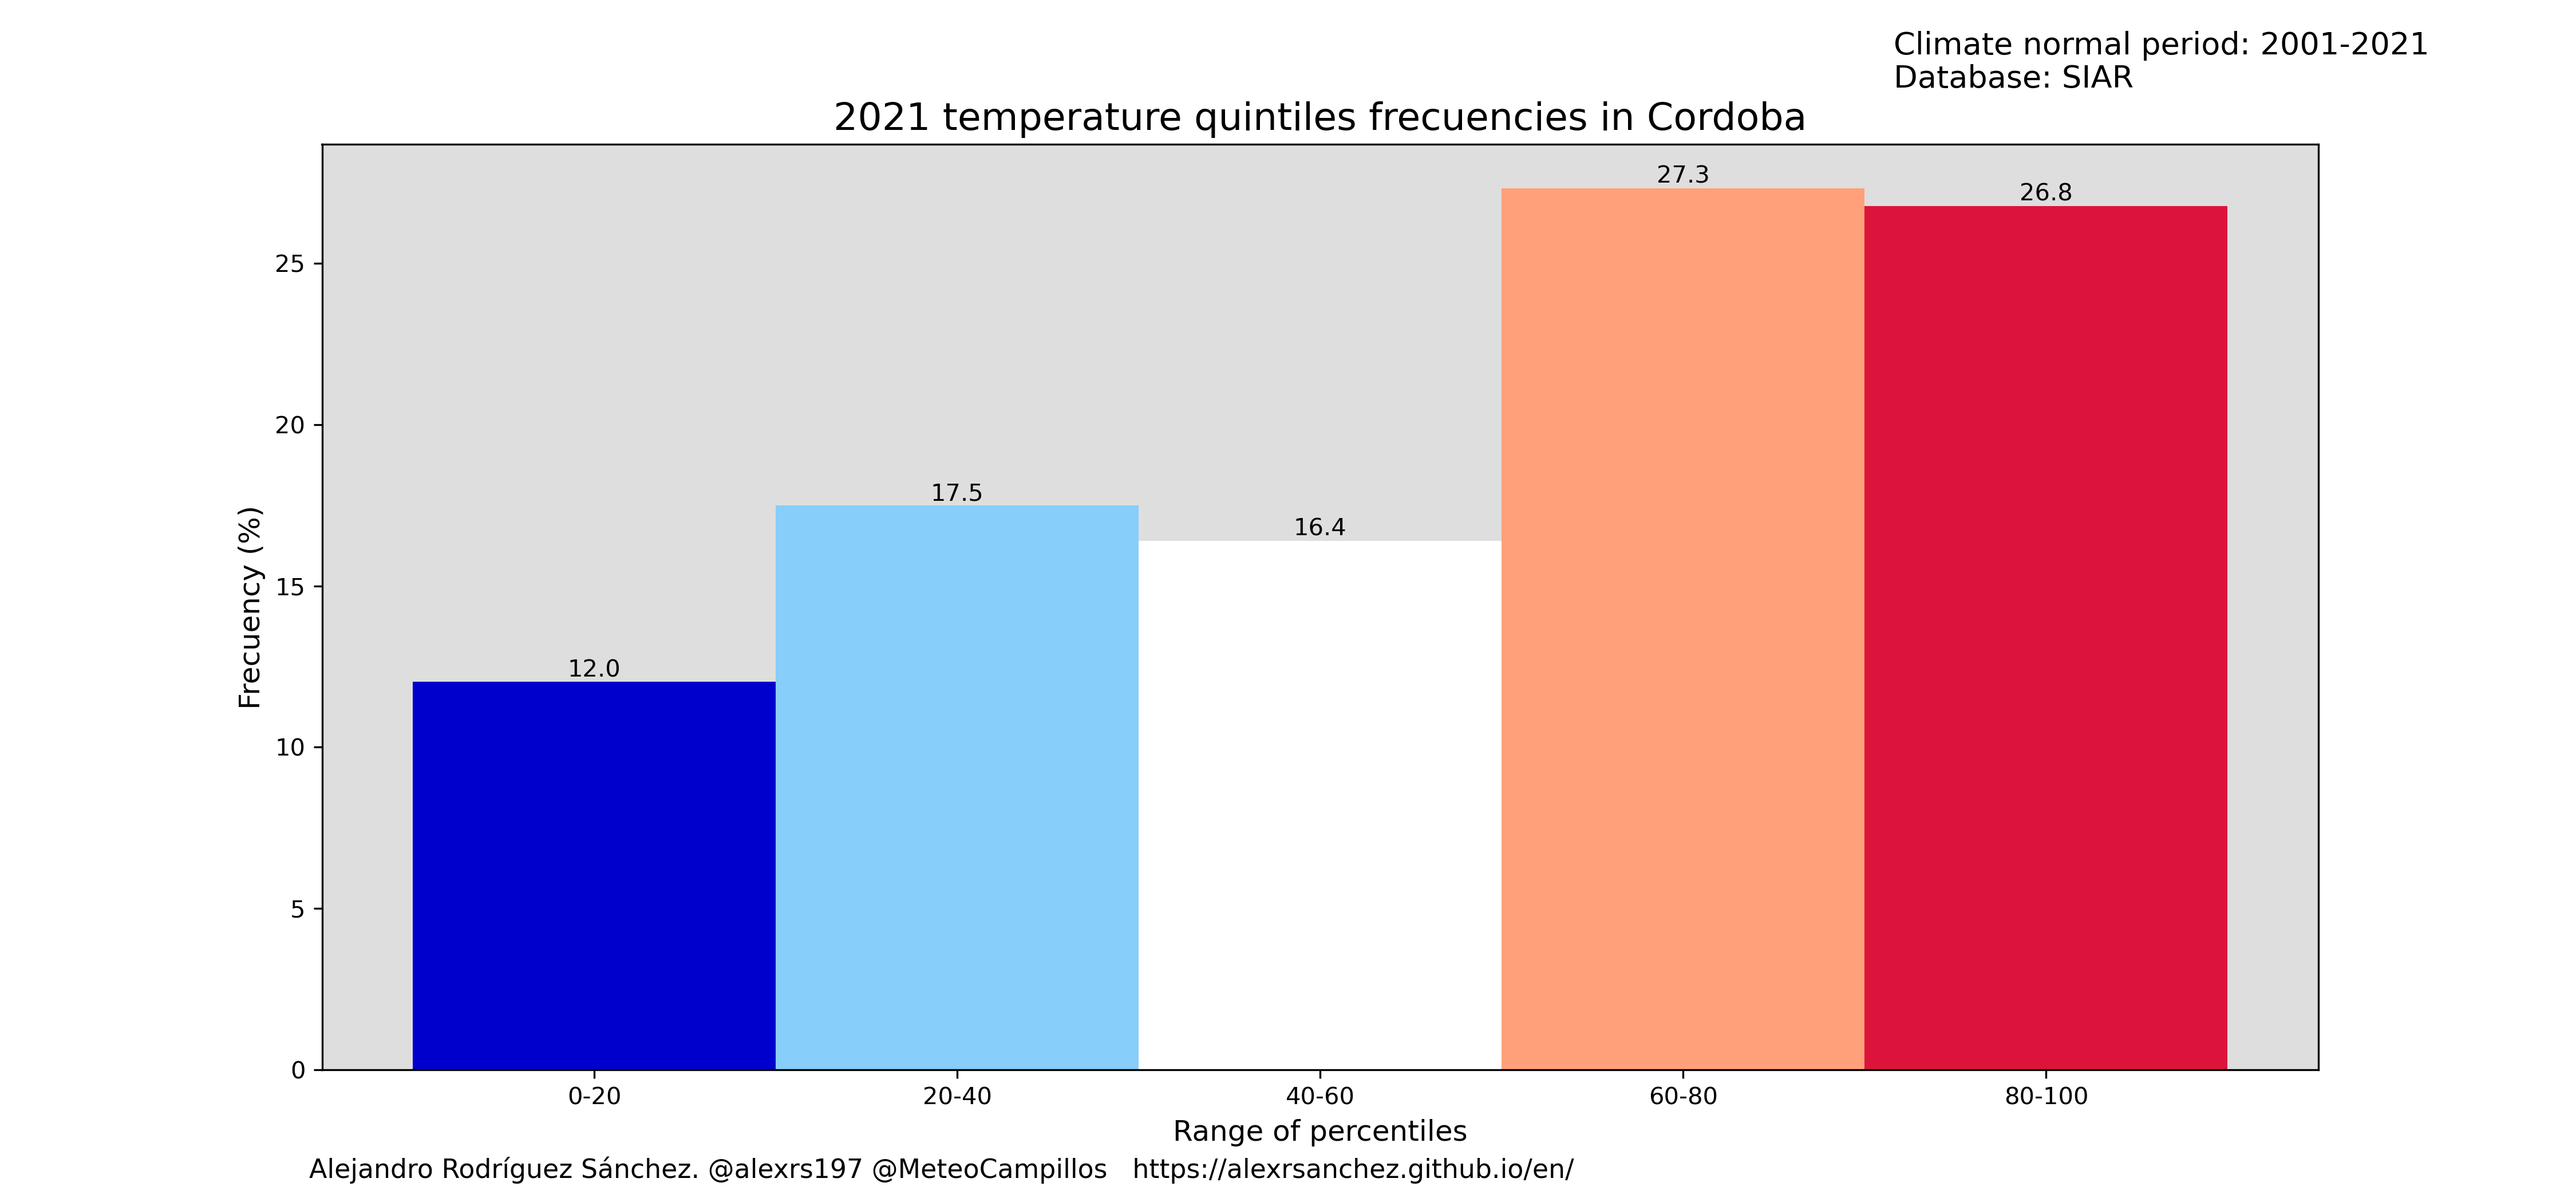 Climate normal period: 2001-2021
Database: SIAR
2021 temperature quintiles frecuencies in Cordoba
27.3
26.8
25
20
17.5
16.4
15
12.0
10
5
0
Frecuency (%)
0-20
20-40
40-60
60-80
80-100
Range of percentiles
Alejandro Rodríguez Sánchez. @alexrs197 @MeteoCampillos   https://alexrsanchez.github.io/en/